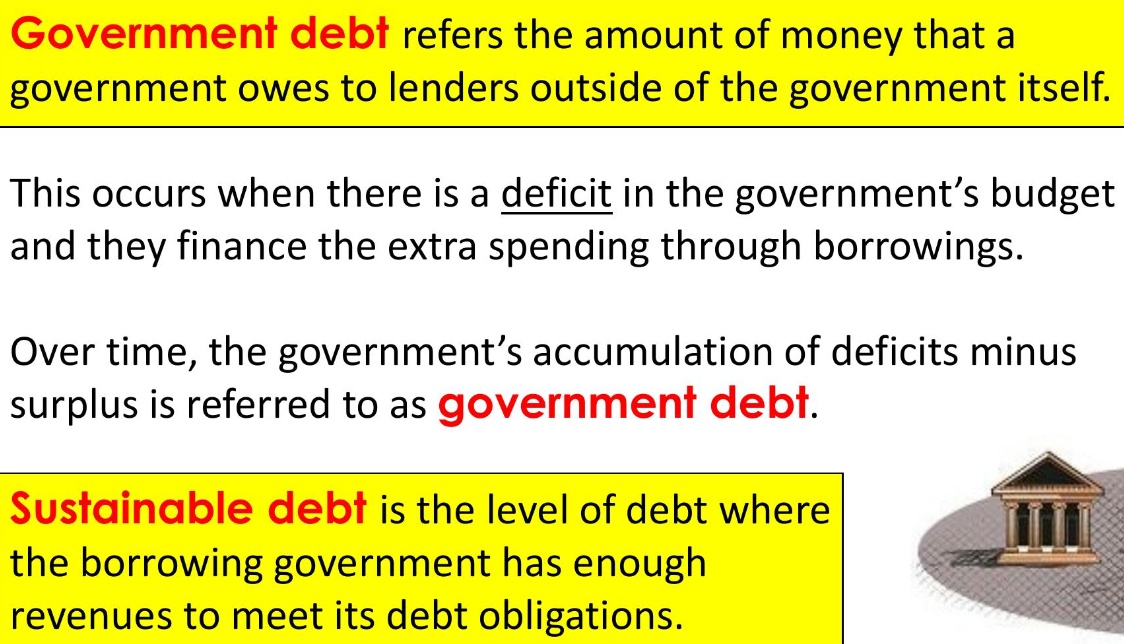 Government debt refers the amount of money that a
government owes to lenders outside of the government itself.
This occurs when there is a deficit in the government’s budget
and they finance the extra spending through borrowings.
Over time, the government’s accumulation of deficits minus
surplus is referred to as government debt.
Sustainable debt is the level of debt where
the borrowing government has enough
revenues to meet its debt obligations.